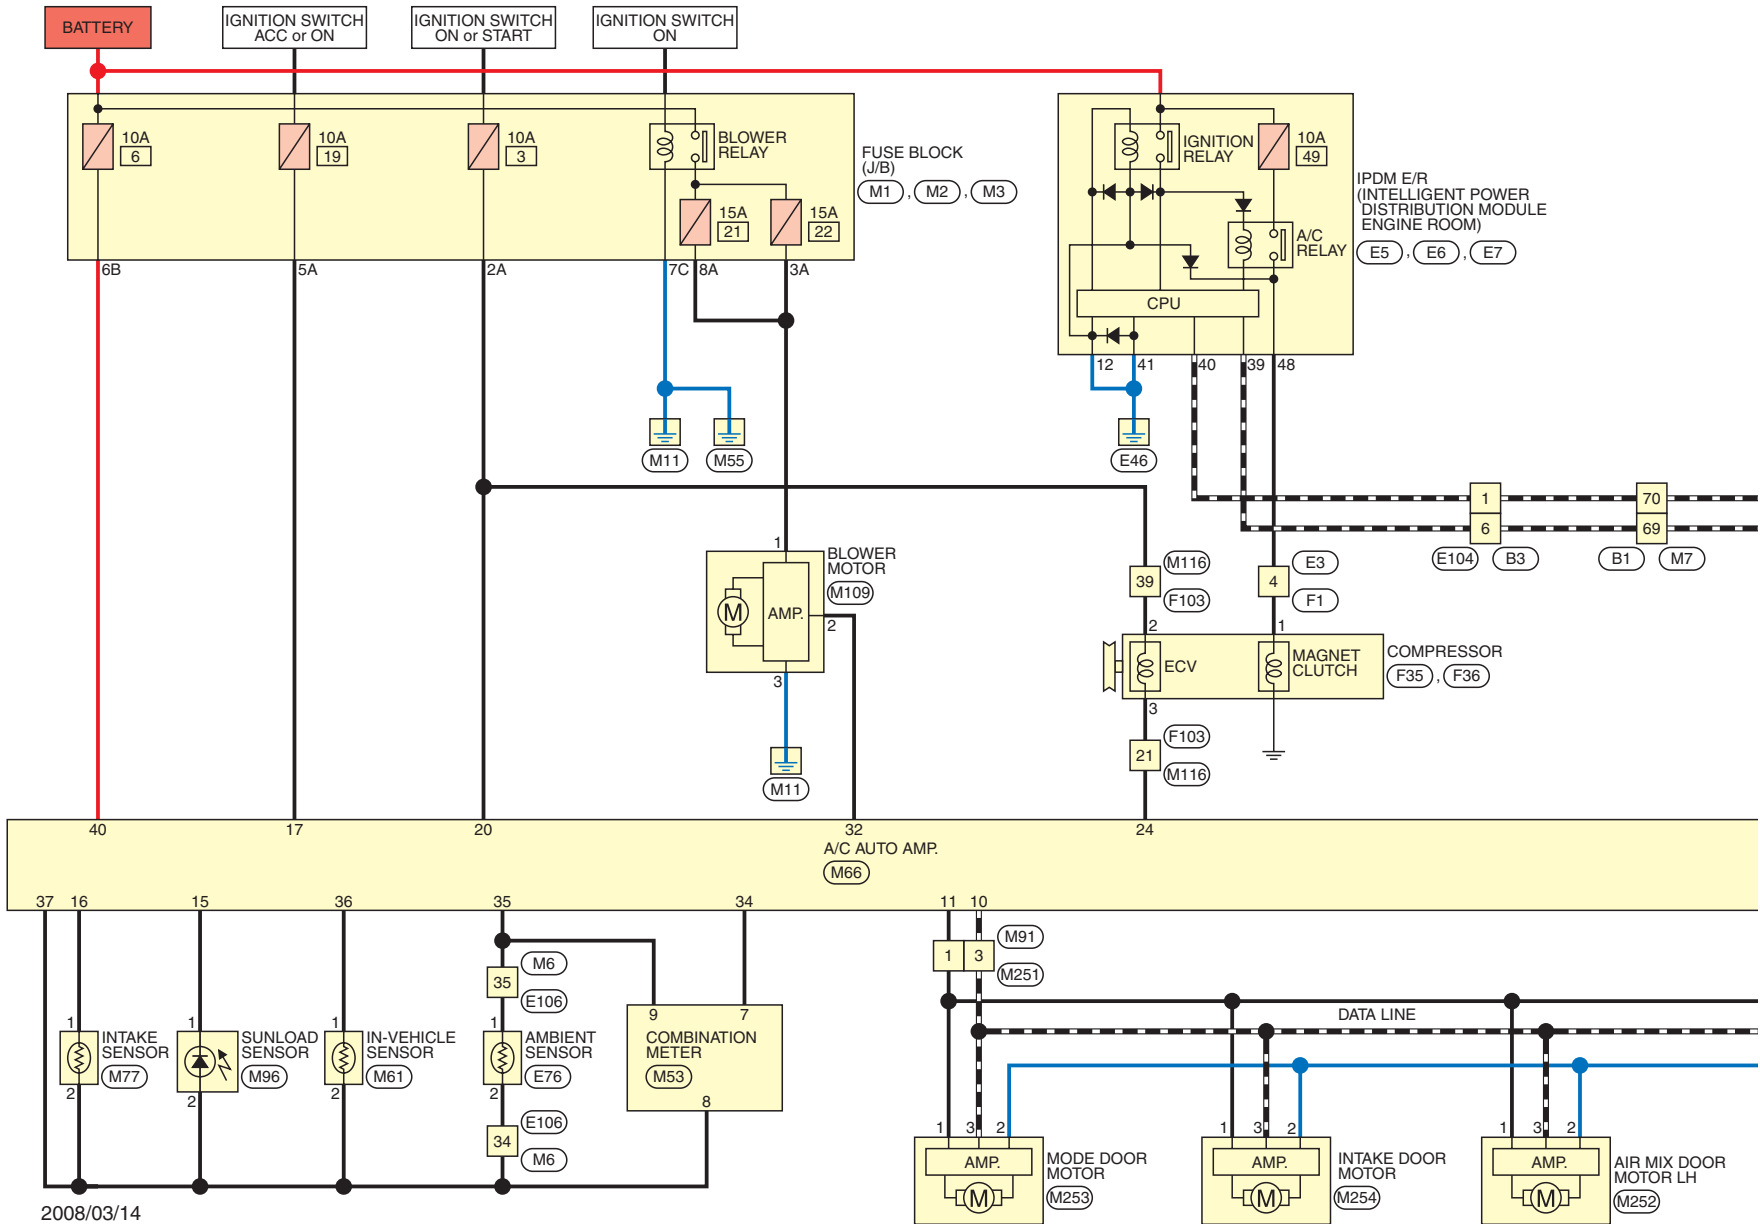 BATTERY
IGNITION SWITCH
ACC or ON
IGNITION SWITCH
ON or START
IGNITION SWITCH
ON
10A
6
10A
19
10A
3
BLOWER
RELAY
15A
21
15A
22
FUSE BLOCK
(J/B)
M1 , M2 , M3
6B
5A
2A
7C
8A
3A
IGNITION
RELAY
10A
49
A/C
RELAY
CPU
IPDM E/R
(INTELLIGENT POWER
DISTRIBUTION MODULE
ENGINE ROOM)
E5 , E6 , E7
12
41
40
39
48
M11
M55
E46
1
70
6
69
E104
B3
B1
M7
1
BLOWER
MOTOR
M109
M
AMP.
2
3
M11
M116
39
F103
E3
4
F1
2
1
ECV
MAGNET
CLUTCH
COMPRESSOR
F35 , F36
3
F103
21
M116
40
17
20
32
24
A/C AUTO AMP.
M66
37
16
15
36
35
34
11
10
M91
1
3
M251
M6
35
E106
1
INTAKE
SENSOR
M77
2
1
SUNLOAD
SENSOR
M96
2
1
IN-VEHICLE
SENSOR
M61
2
1
AMBIENT
SENSOR
E76
2
9
7
COMBINATION
METER
M53
8
E106
34
M6
DATA LINE
1
3
2
AMP.
M
MODE DOOR
MOTOR
M253
1
3
2
AMP.
M
INTAKE DOOR
MOTOR
M254
1
3
2
AMP.
M
AIR MIX DOOR
MOTOR LH
M252
2008/03/14